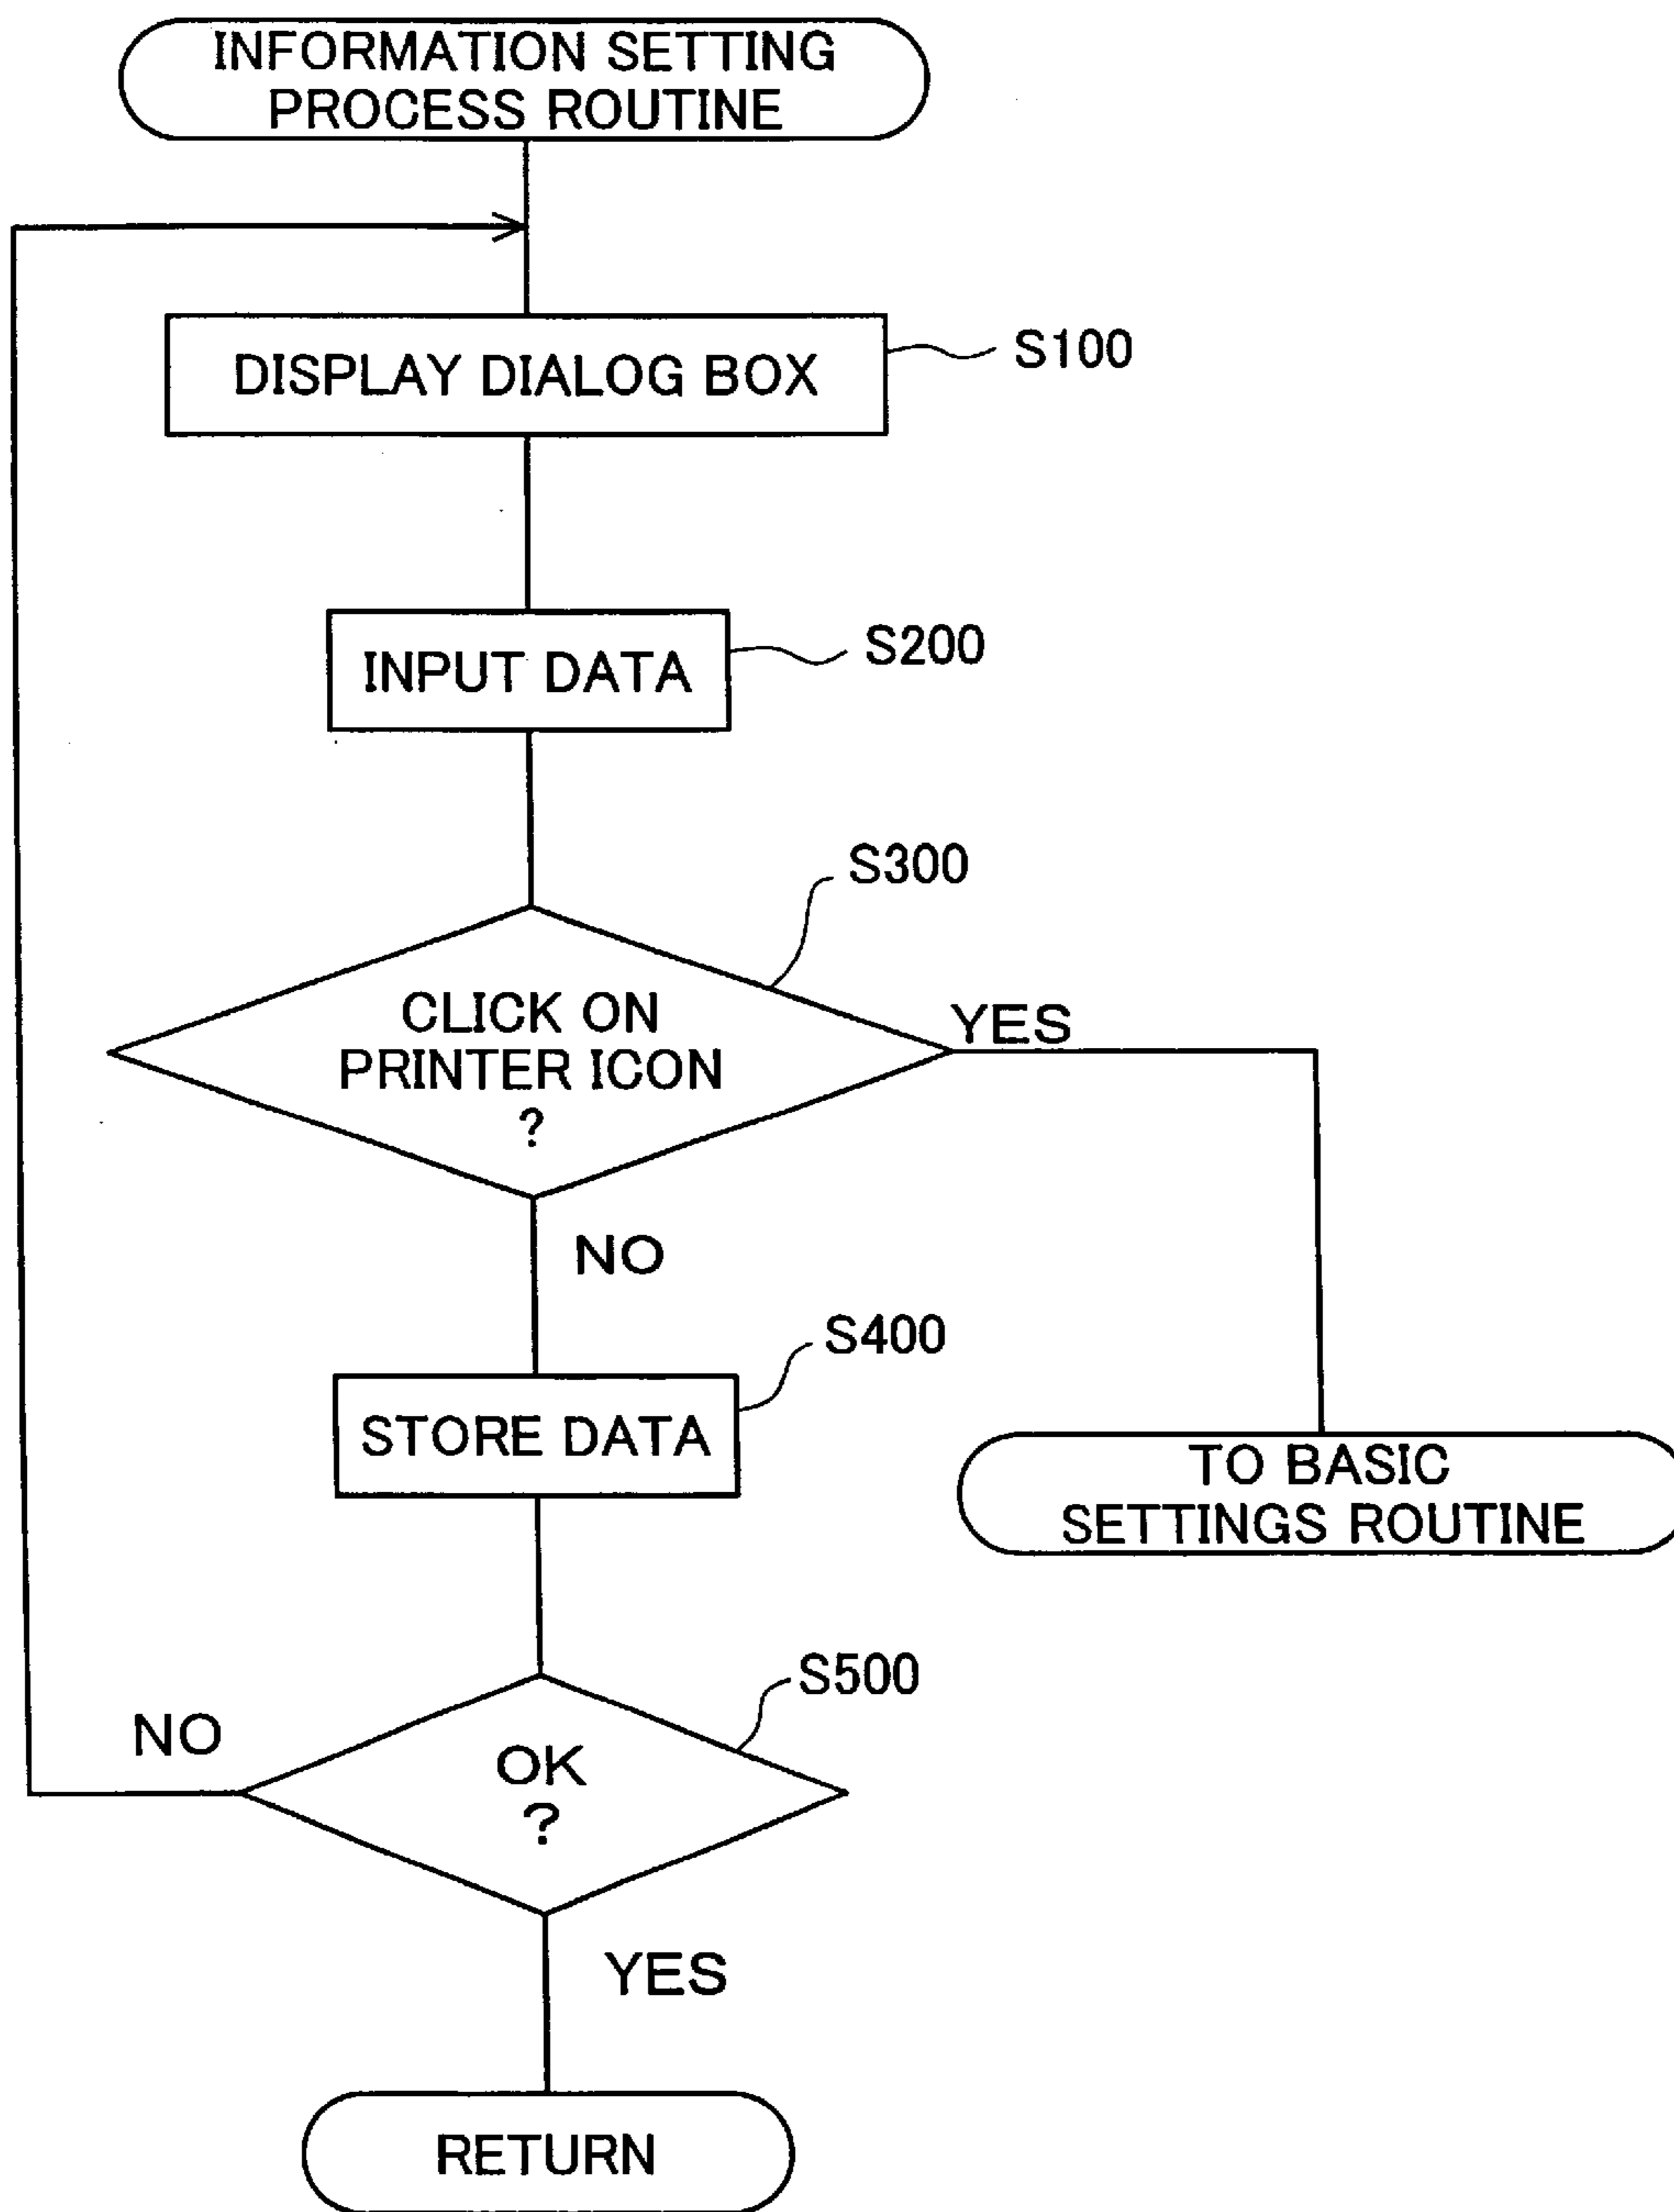 INFORMATION SETTING
PROCESS ROUTINE
DISPLAY DIALOG BOX
S100
INPUT DATA
S200
S300
CLICK ON
PRINTER ICON
?
YES
NO
S400
STORE DATA
TO BASIC
SETTINGS ROUTINE
S500
NO
OK
?
YES
RETURN